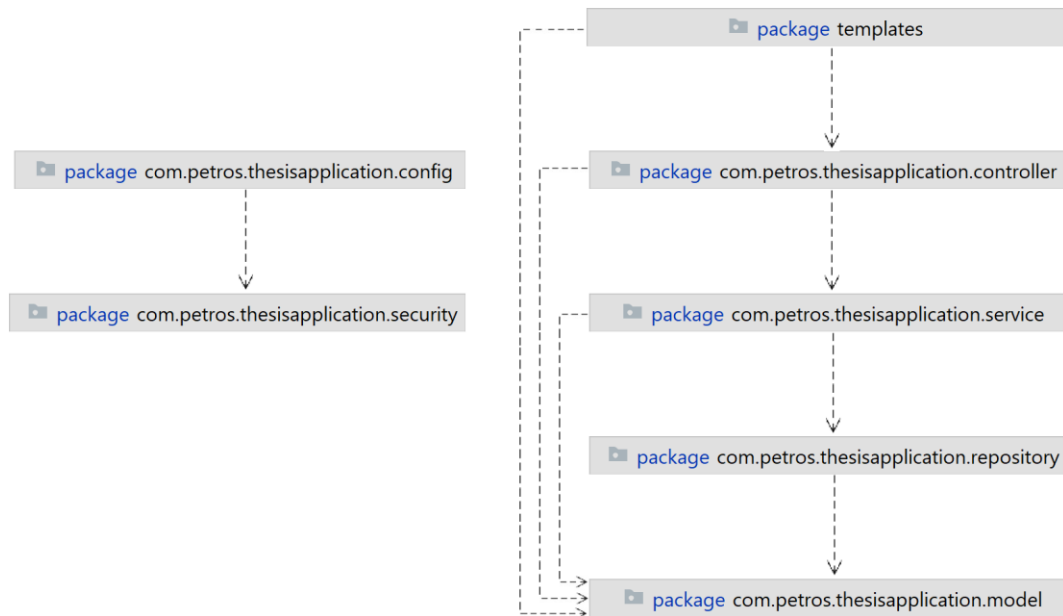 package templates
package com.petros.thesisapplication.config
package com.petros.thesisapplication.controller
package com.petros.thesisapplication.security
package com.petros.thesisapplication.service
package com.petros.thesisapplication.repository
package com.petros.thesisapplication.model